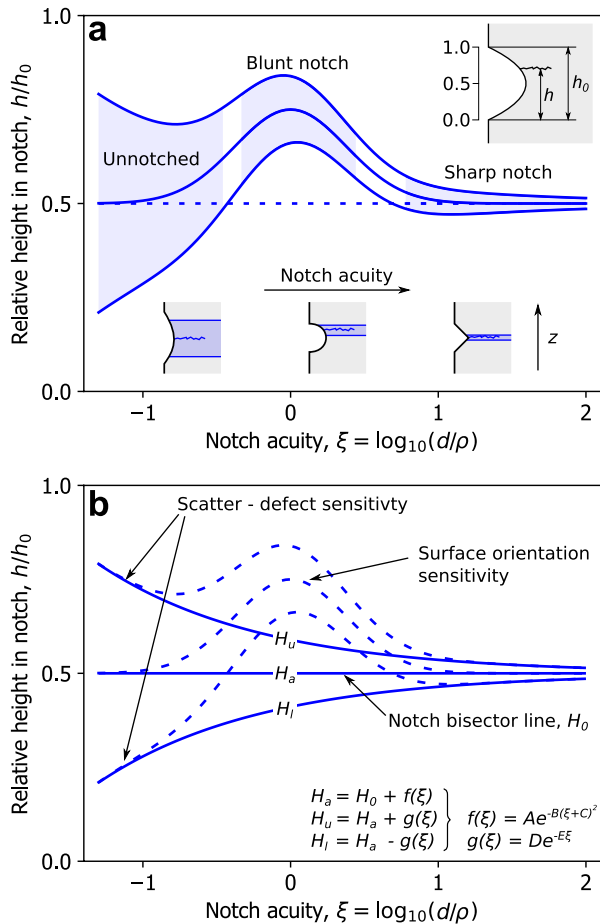 a
1.0
Blunt notch
1.0
0.5
0.0
h
h0
Unnotched
Sharp notch
0.5
Relative height in notch, h/h0
Notch acuity
z
0.0
−1
0
1
2
Notch acuity, ξ = log10(d/ρ)
b
1.0
Scatter - defect sensitivty
Surface orientation
sensitivity
Hu
0.5
Ha
Relative height in notch, h/h0
Hl
Notch bisector line, H0
Ha = H0 + f(ξ)
Hu = Ha + g(ξ)
Hl = Ha - g(ξ)
f(ξ) = Ae^-B(ξ+C)²
g(ξ) = De^-Eξ
0.0
−1
0
1
2
Notch acuity, ξ = log10(d/ρ)